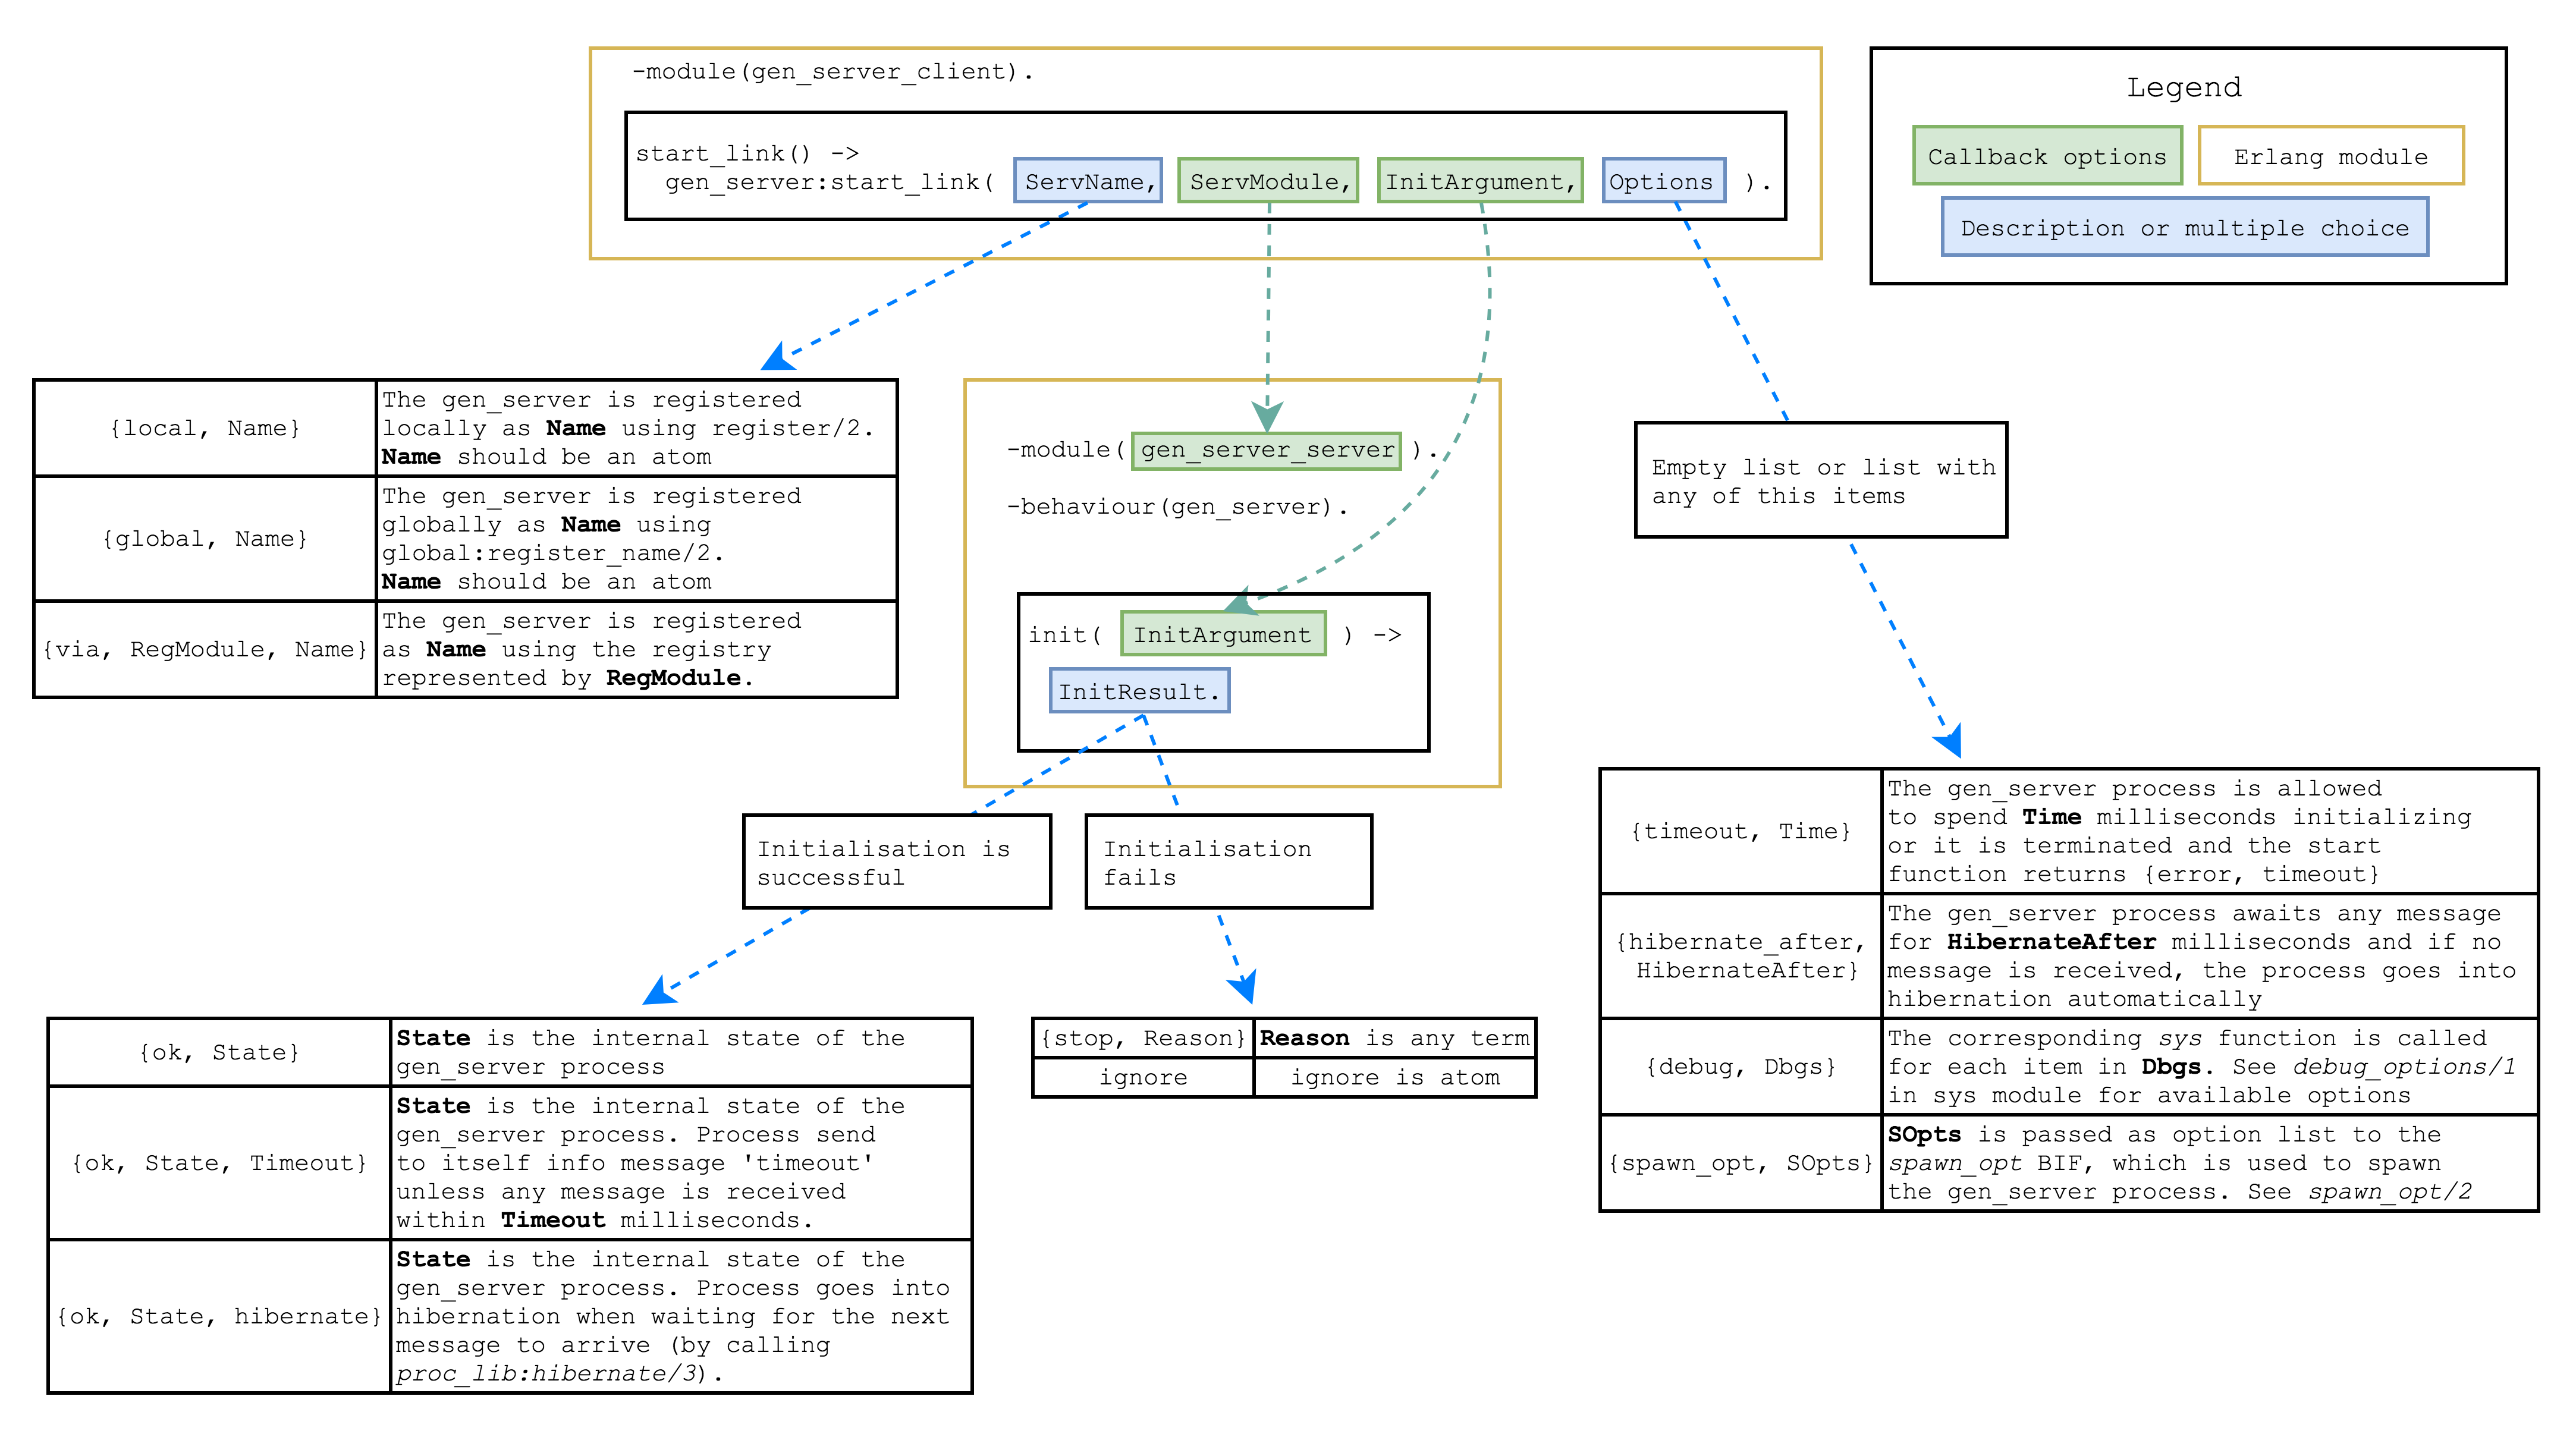 -module(gen_server_client).
start_link() ->
gen_server:start_link( ServName, ServModule, InitArgument, Options ).
Legend
Callback options
Erlang module
Description or multiple choice
{local, Name}
The gen_server is registered
locally as Name using register/2.
Name should be an atom
{global, Name}
The gen_server is registered
globally as Name using
global:register_name/2.
Name should be an atom
{via, RegModule, Name}
The gen_server is registered
as Name using the registry
represented by RegModule.
-module( gen_server_server ).
-behaviour(gen_server).
init( InitArgument ) ->
InitResult.
Empty list or list with
any of this items
Initialisation is
successful
Initialisation
fails
{ok, State}
State is the internal state of the
gen_server process
{ok, State, Timeout}
State is the internal state of the
gen_server process. Process send
to itself info message 'timeout'
unless any message is received
within Timeout milliseconds.
{ok, State, hibernate}
State is the internal state of the
gen_server process. Process goes into
hibernation when waiting for the next
message to arrive (by calling
proc_lib:hibernate/3).
{stop, Reason}
Reason is any term
ignore
ignore is atom
{timeout, Time}
The gen_server process is allowed
to spend Time milliseconds initializing
or it is terminated and the start
function returns {error, timeout}
{hibernate_after,
HibernateAfter}
The gen_server process awaits any message
for HibernateAfter milliseconds and if no
message is received, the process goes into
hibernation automatically
{debug, Dbgs}
The corresponding sys function is called
for each item in Dbgs. See debug_options/1
in sys module for available options
{spawn_opt, SOpts}
SOpts is passed as option list to the
spawn_opt BIF, which is used to spawn
the gen_server process. See spawn_opt/2